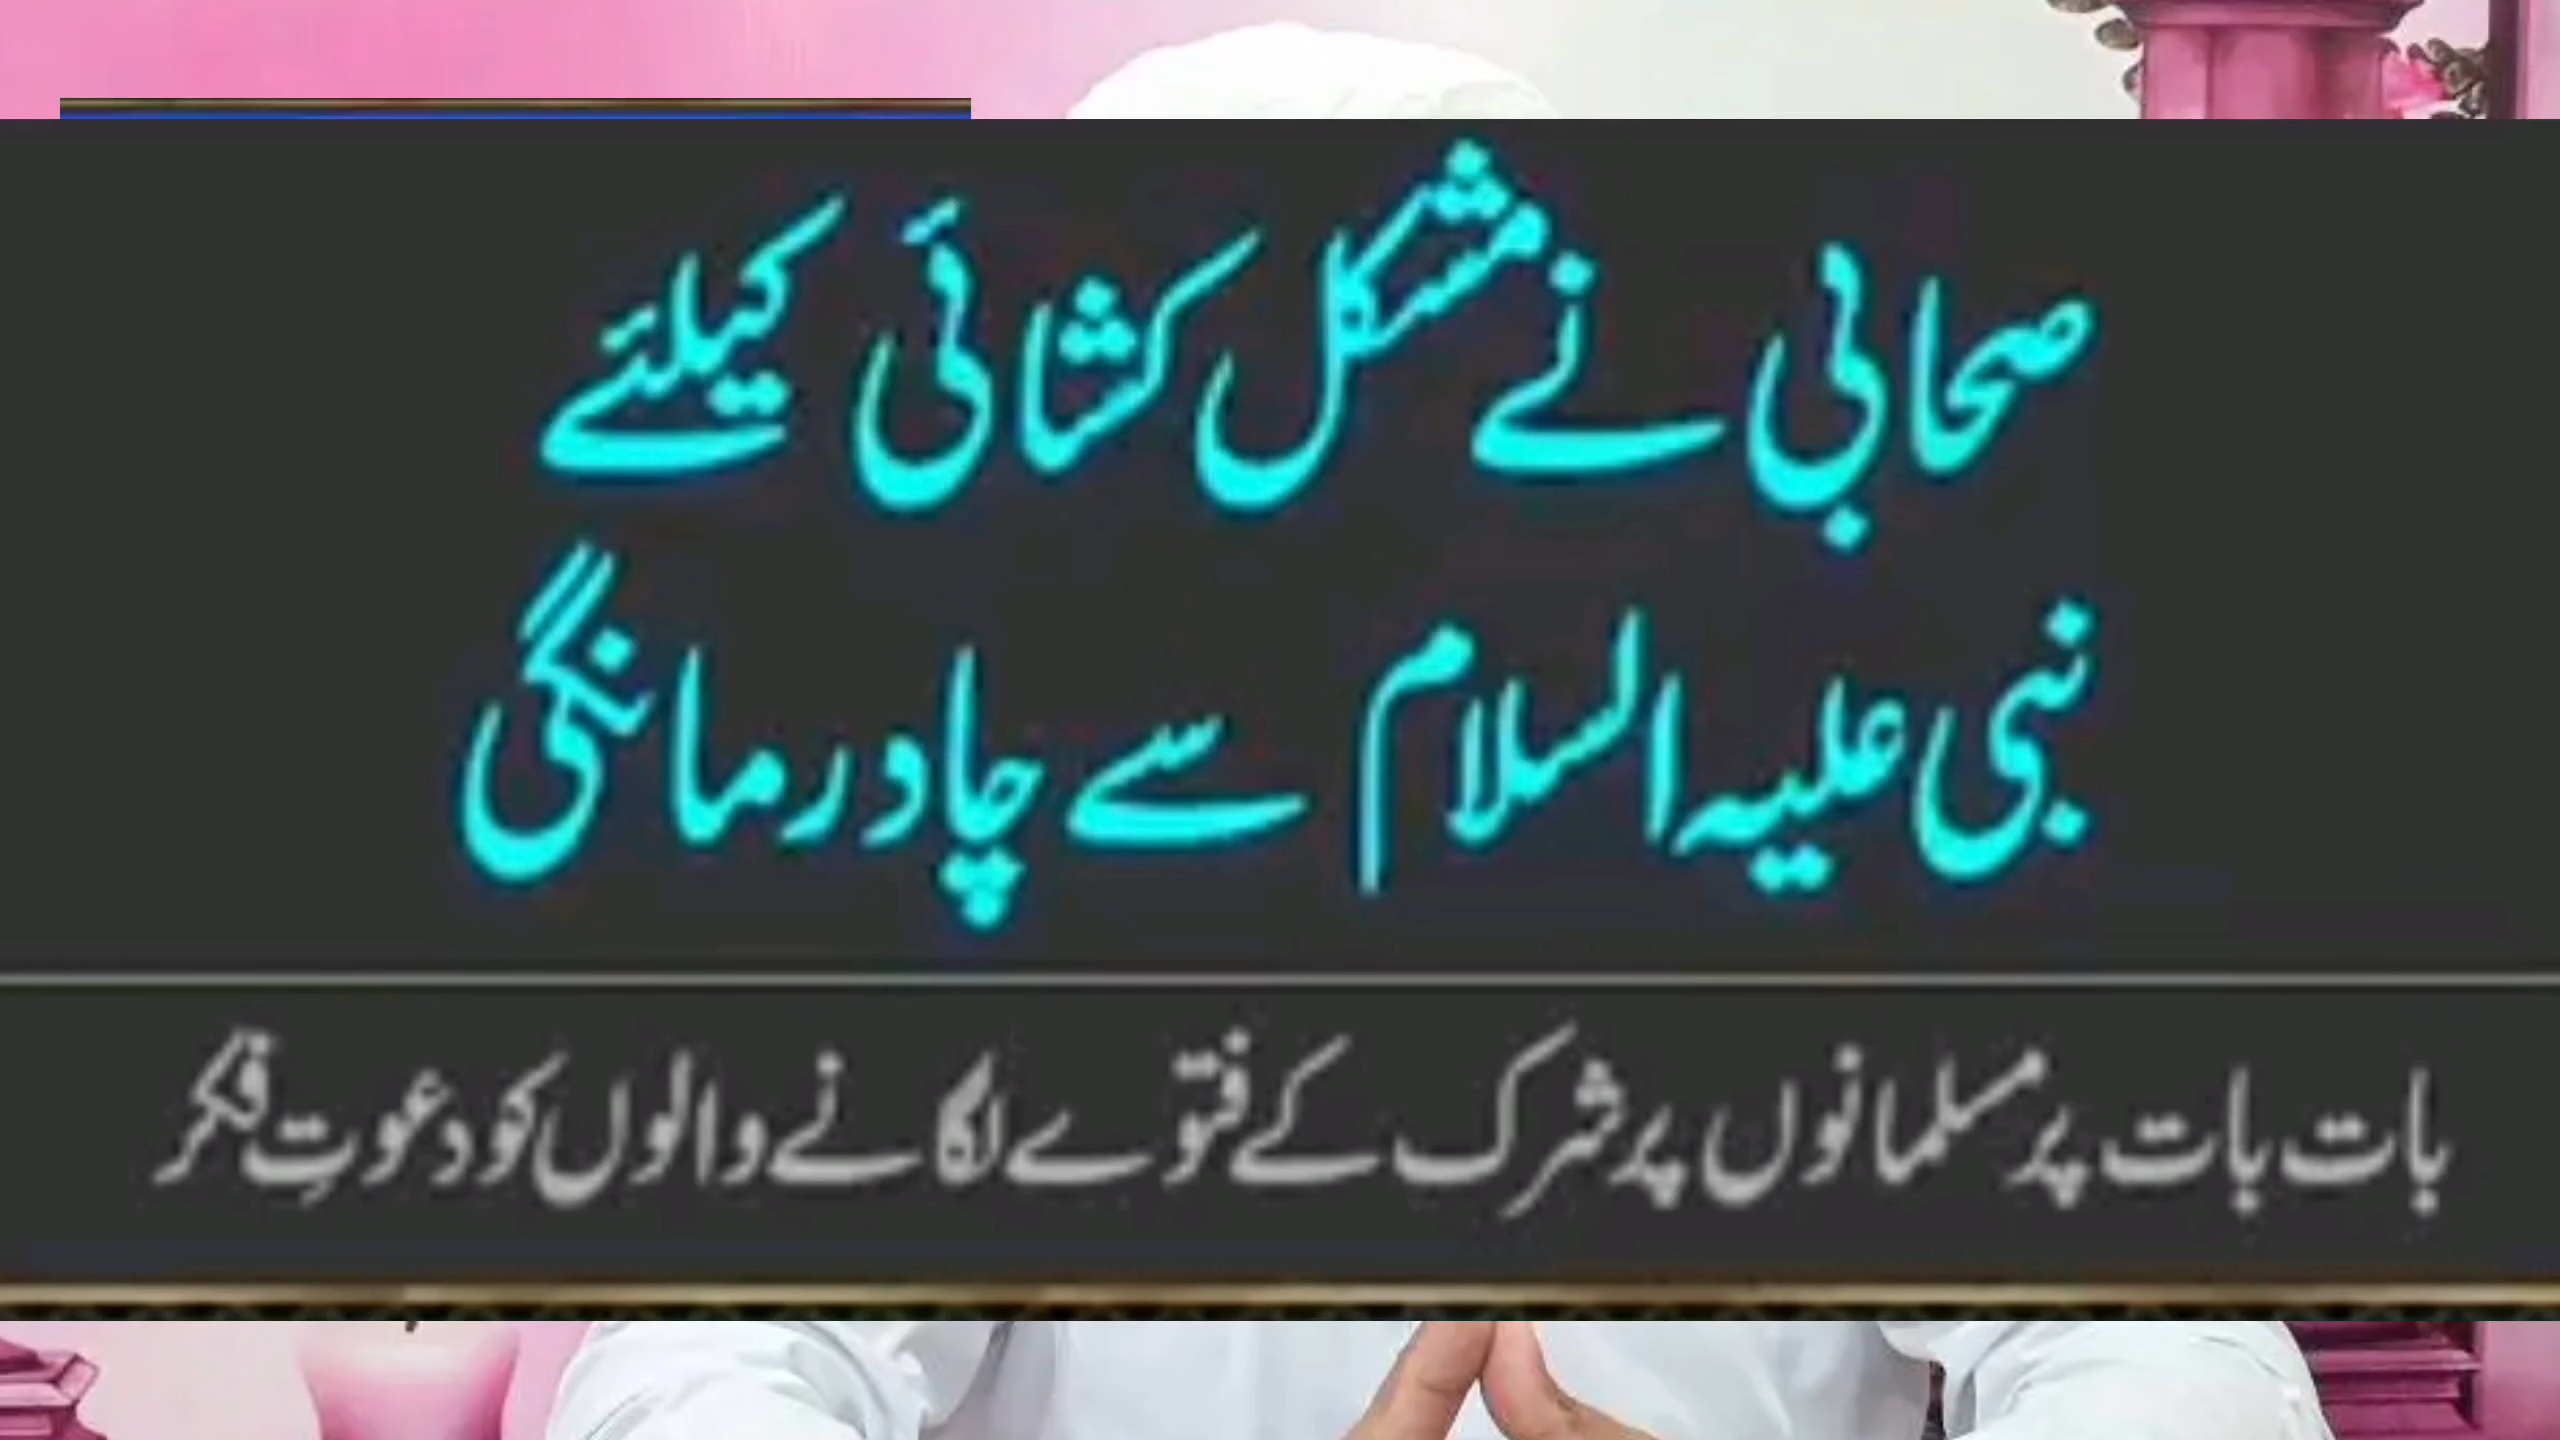 صحابی نے مشکل کشائی کیلئے
نبی علیہ السلام سے چادر مانگی
بات بات پر مسلمانوں پر شرک کے فتوے لگانے والوں کو دعوتِ فکر